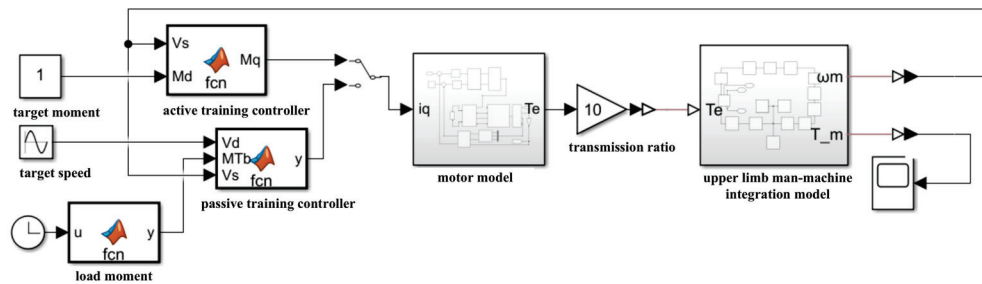 Vs
Md
Mq
fcn
active training controller
1
target moment
target speed
Vd
MTb
Vs
y
fcn
passive training controller
u
y
fcn
load moment
iq
Te
motor model
10
transmission ratio
Te
ωm
T_m
upper limb man-machine
integration model